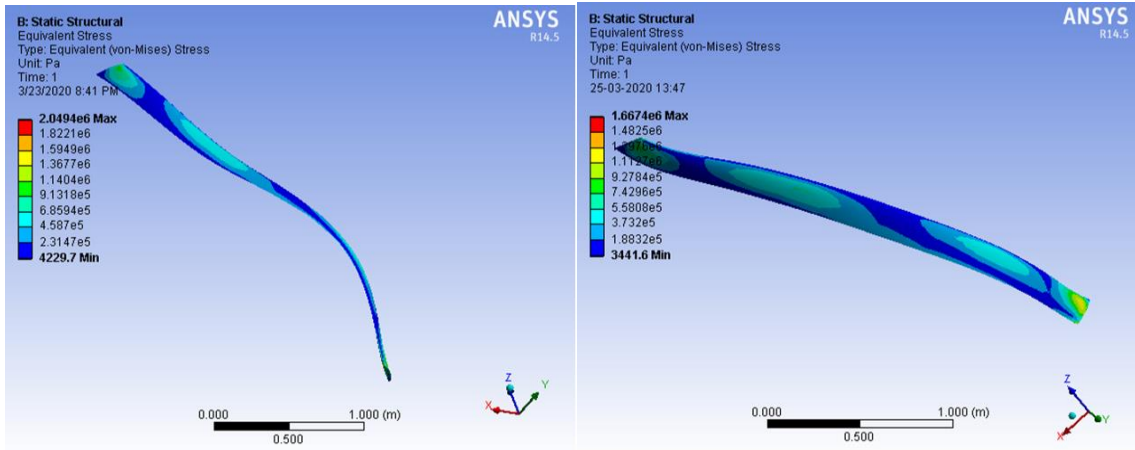 B: Static Structural
Equivalent Stress
Type: Equivalent (von-Mises) Stress
Unit: Pa
Time: 1
3/23/2020 8:41 PM
2.0494e6 Max
1.8221e6
1.5949e6
1.3677e6
1.1404e6
9.1318e5
6.8594e5
4.587e5
2.3147e5
4229.7 Min
ANSYS
R14.5
0.000
1.000 (m)
0.500
X
Z
Y
B: Static Structural
Equivalent Stress
Type: Equivalent (von-Mises) Stress
Unit: Pa
Time: 1
25-03-2020 13:47
1.6674e6 Max
1.4825e6
9.2784e5
7.4296e5
5.5808e5
3.732e5
1.8832e5
3441.6 Min
ANSYS
R14.5
0.000
1.000 (m)
0.500
Z
X
Y